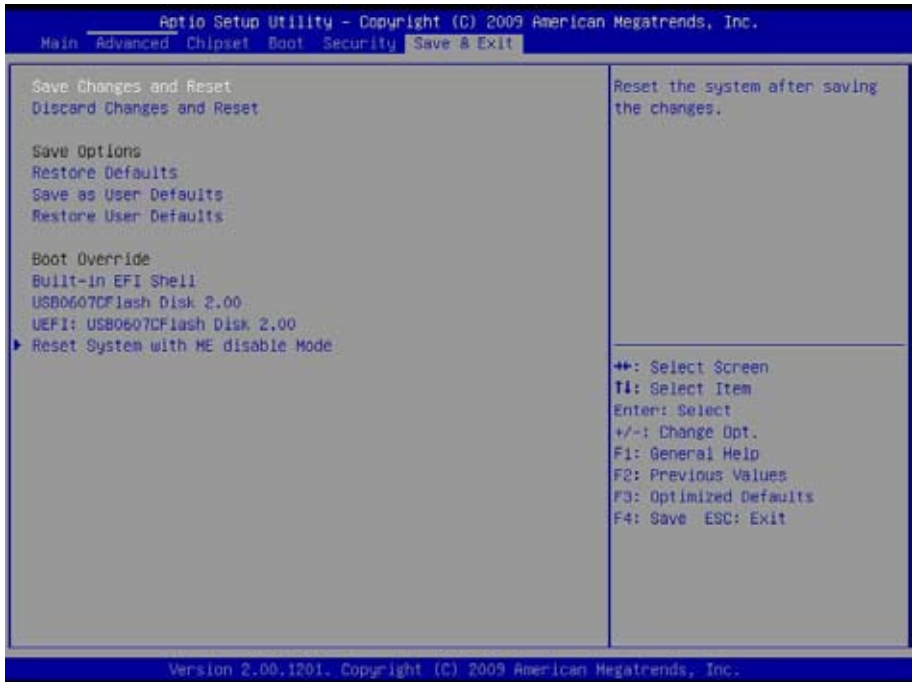 Aptio Setup Utility – Copyright (C) 2009 American Megatrends, Inc.
Main Advanced Chipset Boot Security Save & Exit
Save Changes and Reset
Discard Changes and Reset
Save Options
Restore Defaults
Save as User Defaults
Restore User Defaults
Boot Override
Built-in EFI Shell
USB0607CFlash Disk 2.00
UEFI: USB0607CFlash Disk 2.00
Reset System with ME disable Mode
Reset the system after saving
the changes.
→←: Select Screen
↑↓: Select Item
Enter: Select
+/-: Change Opt.
F1: General Help
F2: Previous Values
F3: Optimized Defaults
F4: Save ESC: Exit
Version 2.00.1201. Copyright (C) 2009 American Megatrends, Inc.